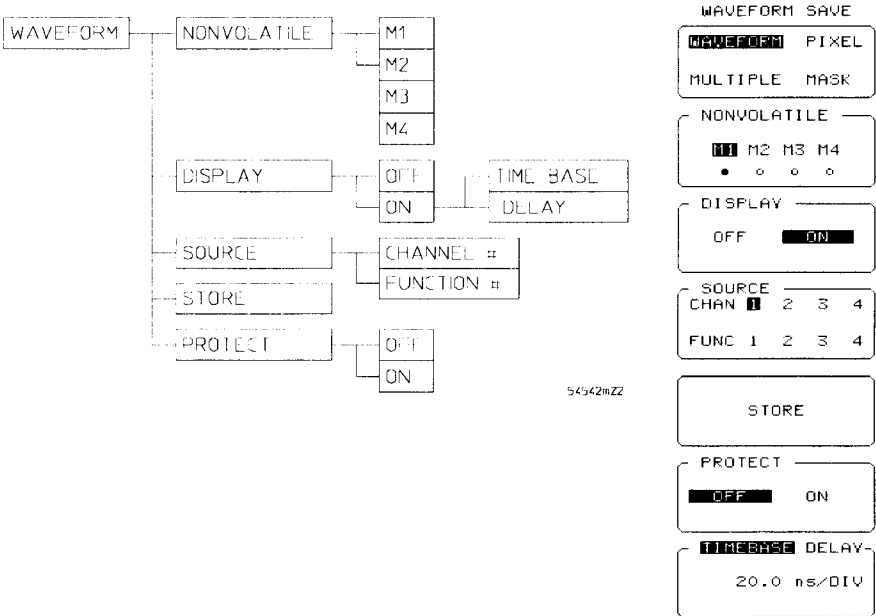 WAVEFORM
NONVOLATILE
M1
M2
M3
M4
DISPLAY
OFF
ON
TIME BASE
DELAY
SOURCE
CHANNEL #
FUNCTION #
STORE
PROTECT
OFF
ON
54542m22
WAVEFORM SAVE
WAVEFORM PIXEL
MULTIPLE MASK
NONVOLATILE
M1 M2 M3 M4
DISPLAY
OFF ON
SOURCE
CHAN 1 2 3 4
FUNC 1 2 3 4
STORE
PROTECT
OFF ON
TIMEBASE DELAY
20.0 ns/DIV